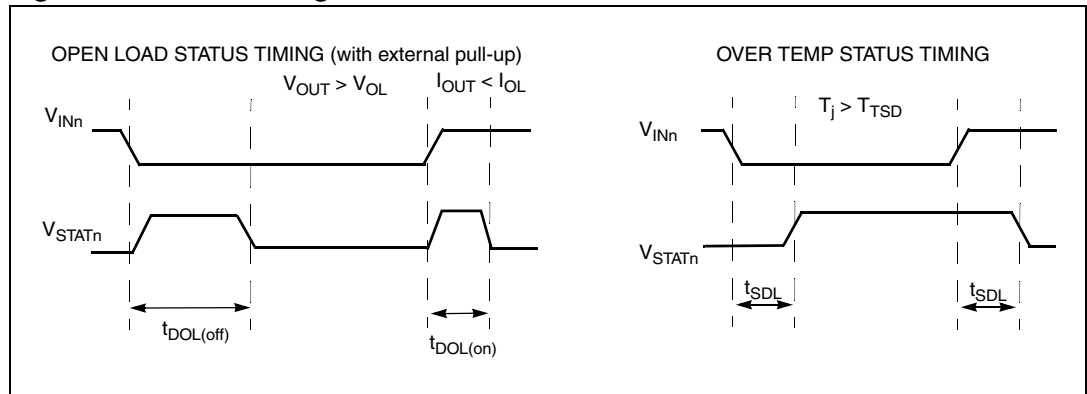 OPEN LOAD STATUS TIMING (with external pull-up)
V_OUT > V_OL
I_OUT < I_OL
V_INn
V_STATn
t_DOL(off)
t_DOL(on)
OVER TEMP STATUS TIMING
T_j > T_TSD
V_INn
V_STATn
t_SDL
t_SDL